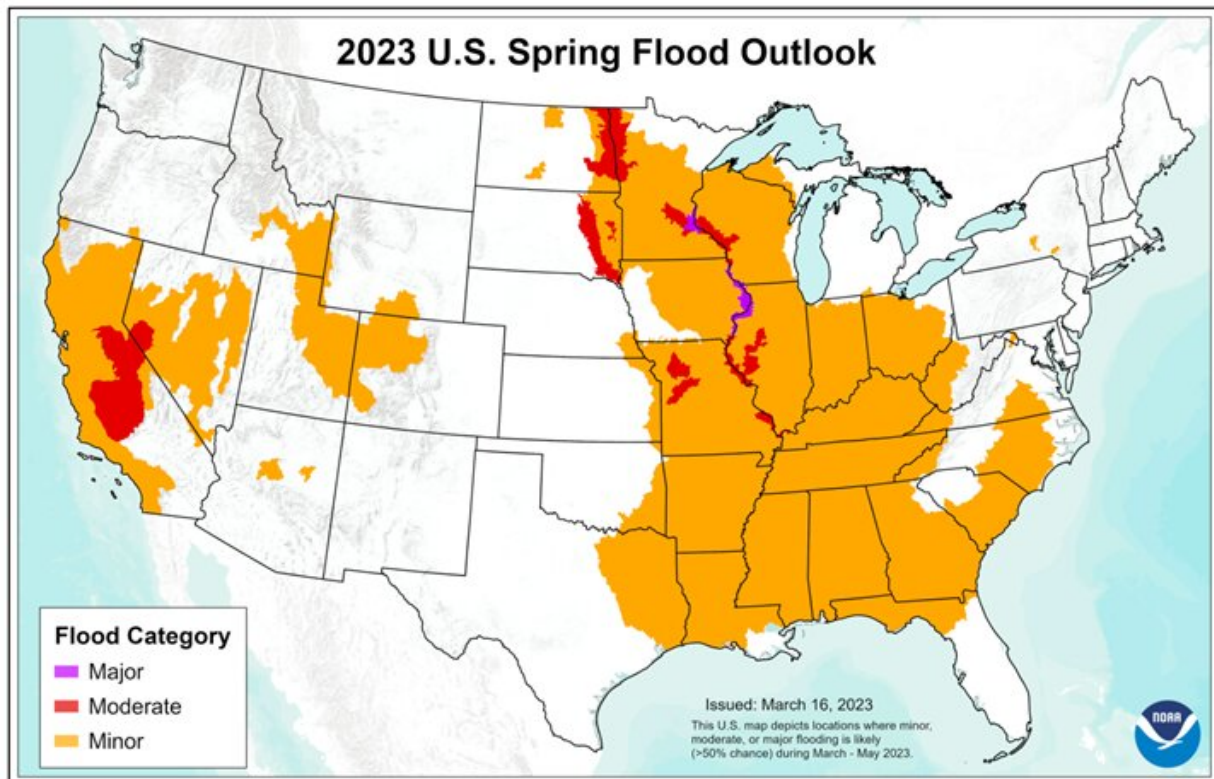 2023 U.S. Spring Flood Outlook
Flood Category
Major
Moderate
Minor
Issued: March 16, 2023
This U.S. map depicts locations where minor,
moderate, or major flooding is likely
(>50% chance) during March - May 2023.
NOAA